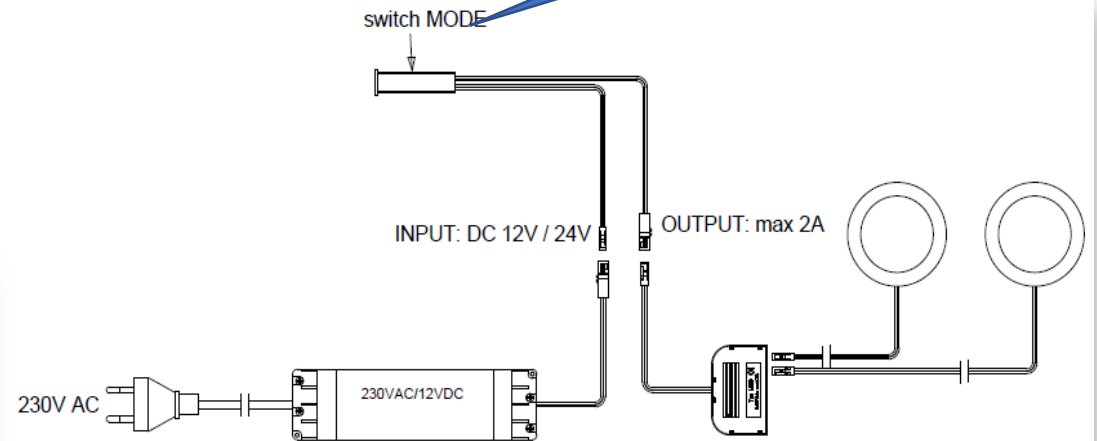 switch MODE
INPUT: DC 12V / 24V
OUTPUT: max 2A
230V AC
230VAC/12VDC